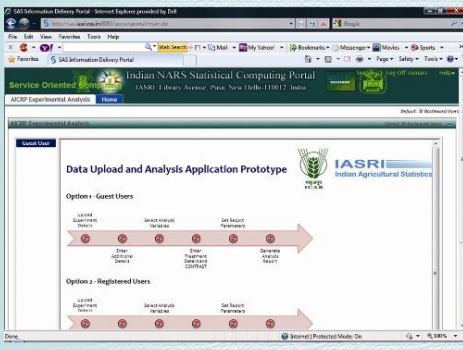 SAS Information Delivery Portal - Internet Explorer provided by Dell
File Edit View Favorites Tools Help
Web Search Mail My Yahoo! Bookmarks Messenger Movies Sports
Favorites SAS Information Delivery Portal Page Safety Tools
Indian NARS Statistical Computing Portal
Service Oriented Computing
IASRI, Library Avenue, Pusa, New Delhi-110012, India
Log Off Help
AICRP Experimental Analysis Home
AICRP Experimental Analysis
Guest User
Data Upload and Analysis Application Prototype
ICAR
IASRI
Indian Agricultural Statistics
Option 1 - Guest Users
Upload Experiment Details
Select Analysis Variables
Set Report Parameters
Enter Additional Details
Enter Treatment Details and CONTRAST
Generate Analysis Report
Option 2 - Registered Users
Upload Experiment Details
Select Analysis Variables
Set Report Parameters
Done Internet | Protected Mode: On 100%